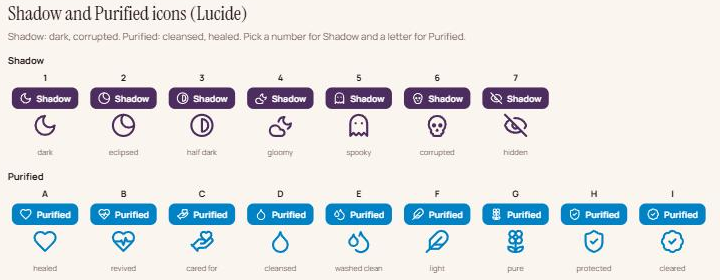 Shadow and Purified icons (Lucide)
Shadow: dark, corrupted. Purified: cleansed, healed. Pick a number for Shadow and a letter for Purified.
Shadow
1 2 3 4 5 6 7
Shadow Shadow Shadow Shadow Shadow Shadow Shadow
dark eclipsed half dark gloomy spooky corrupted hidden
Purified
A B C D E F G H I
Purified Purified Purified Purified Purified Purified Purified Purified Purified
healed revived cared for cleansed washed clean light pure protected cleared